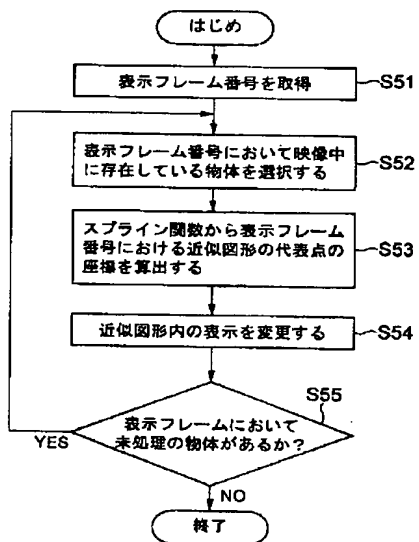 はじめ
表示フレーム番号を取得
S51
表示フレーム番号において映像中
に存在している物体を選択する
S52
スプライン関数から表示フレーム
番号における近似図形の代表点の
座標を算出する
S53
近似図形内の表示を変更する
S54
S55
表示フレームにおいて
未処理の物体があるか?
YES
NO
終了